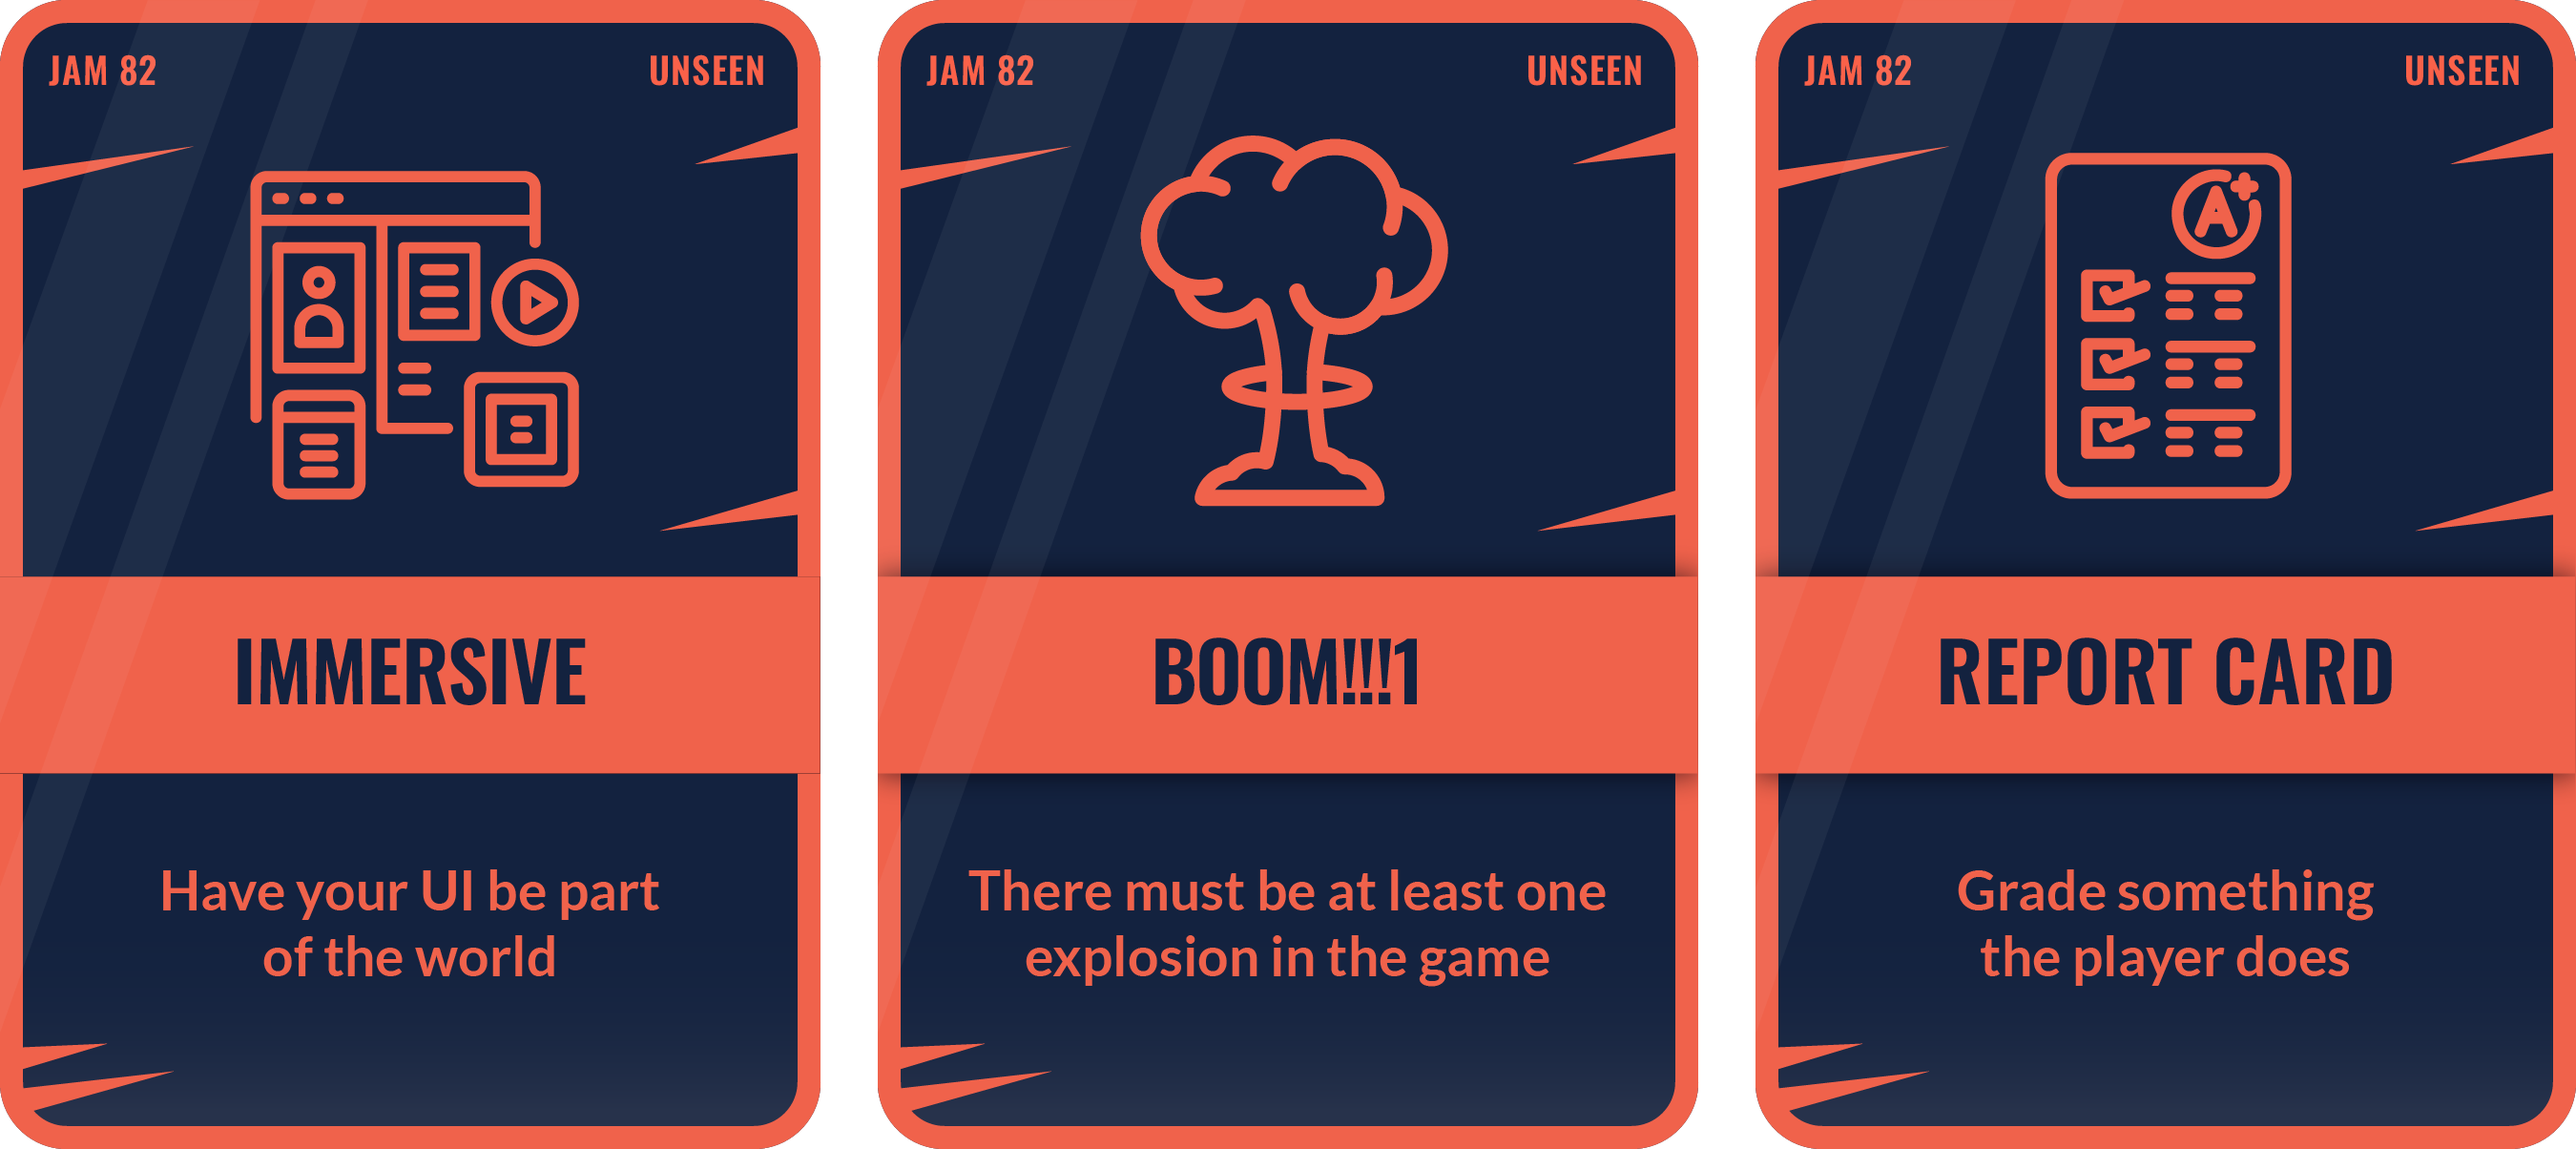 JAM 82 UNSEEN
IMMERSIVE
Have your UI be part
of the world
JAM 82 UNSEEN
BOOM!!!1
There must be at least one
explosion in the game
JAM 82 UNSEEN
A+
REPORT CARD
Grade something
the player does